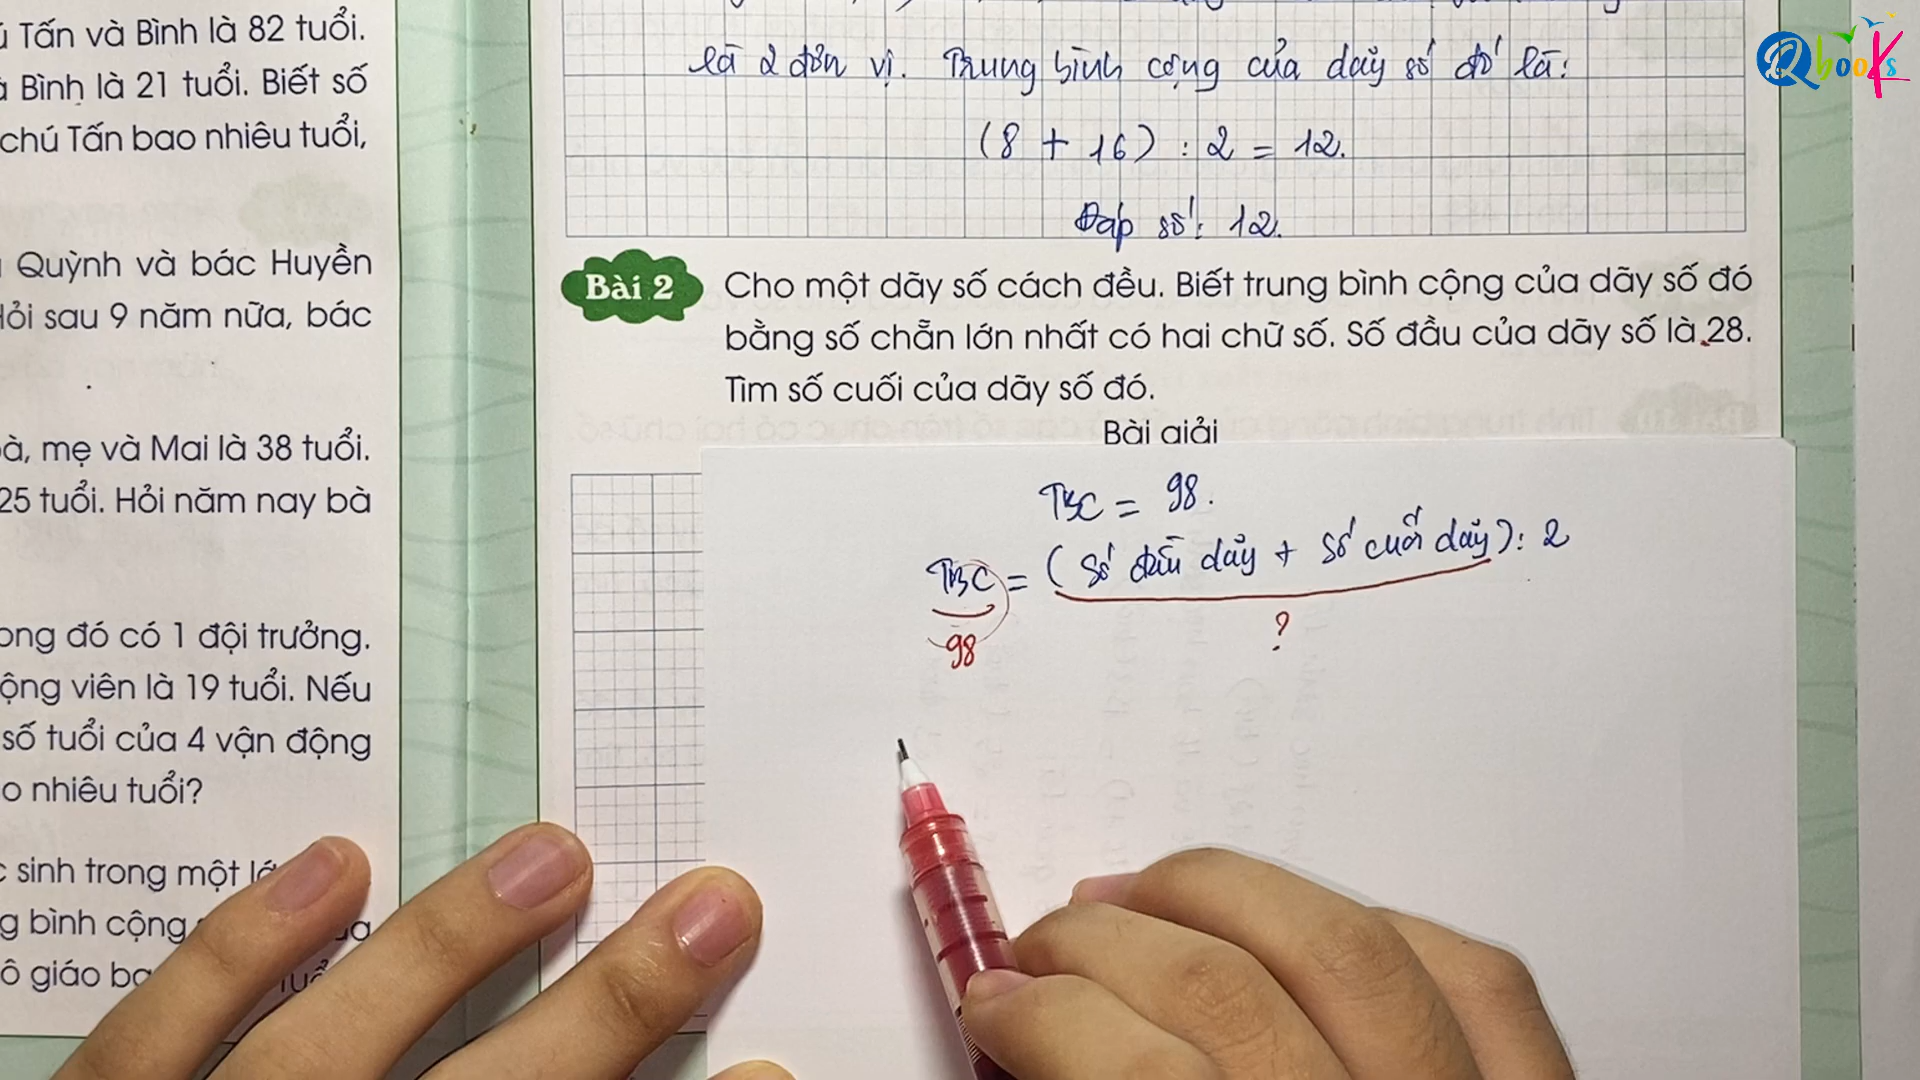 Qbooks
ú Tấn và Bình là 82 tuổi.
à Bình là 21 tuổi. Biết số
chú Tấn bao nhiêu tuổi,
Quỳnh và bác Huyền
Hỏi sau 9 năm nữa, bác
bà, mẹ và Mai là 38 tuổi.
25 tuổi. Hỏi năm nay bà
ong đó có 1 đội trưởng.
ộng viên là 19 tuổi. Nếu
số tuổi của 4 vận động
o nhiêu tuổi?
c sinh trong một lớ
g bình cộng
ô giáo ba
là 2 đơn vị. Trung bình cộng của dãy số đó là:
(8 + 16) : 2 = 12.
Đáp số: 12.
Bài 2 Cho một dãy số cách đều. Biết trung bình cộng của dãy số đó
bằng số chẵn lớn nhất có hai chữ số. Số đầu của dãy số là 28.
Tìm số cuối của dãy số đó.
Bài giải
TBC = 98.
TBC = (số đầu dãy + số cuối dãy) : 2
98 ?